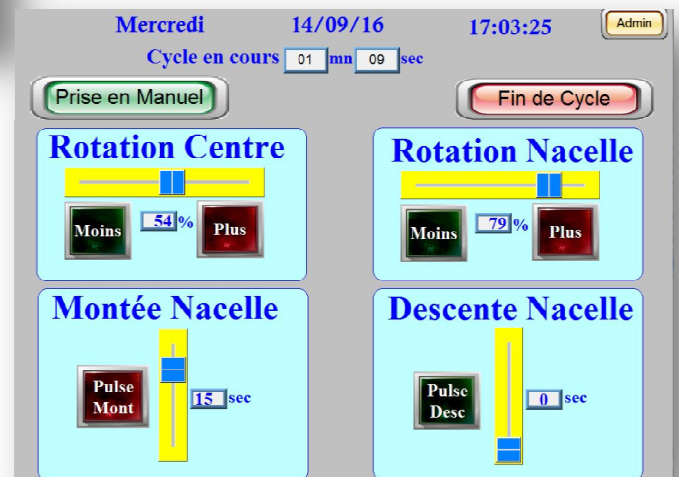 Mercredi 14/09/16 17:03:25 Admin
Cycle en cours 01 mn 09 sec
Prise en Manuel Fin de Cycle
Rotation Centre
Moins 54 % Plus
Rotation Nacelle
Moins 79 % Plus
Montée Nacelle
Pulse
Mont
15 sec
Descente Nacelle
Pulse
Desc
0 sec